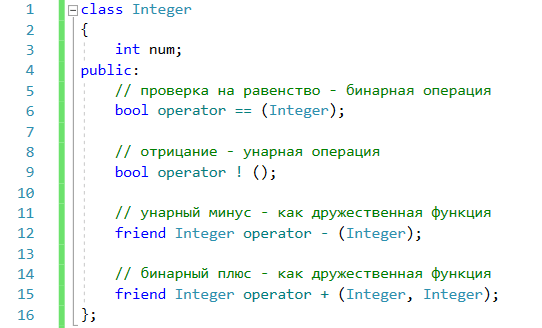 1 class Integer
2 {
3 int num;
4 public:
5 // проверка на равенство - бинарная операция
6 bool operator == (Integer);
7
8 // отрицание - унарная операция
9 bool operator ! ();
10
11 // унарный минус - как дружественная функция
12 friend Integer operator - (Integer);
13
14 // бинарный плюс - как дружественная функция
15 friend Integer operator + (Integer, Integer);
16 };